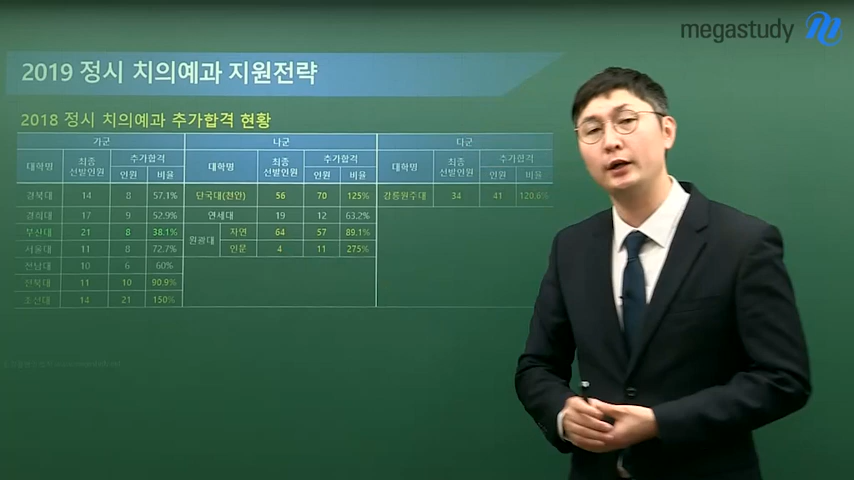 megastudy
2019 정시 치의예과 지원전략
2018 정시 치의예과 추가합격 현황
가군 나군 다군
대학명 최종 선발인원 추가합격 인원 비율 대학명 최종 선발인원 추가합격 인원 비율 대학명 최종 선발인원 추가합격 인원 비율
경북대 14 8 57.1% 단국대(천안) 56 70 125% 강릉원주대 34 41 120.6%
경희대 17 9 52.9% 연세대 19 12 63.2%
부산대 21 8 38.1% 원광대 자연 64 57 89.1%
서울대 11 8 72.7% 인문 4 11 275%
전남대 10 6 60%
전북대 11 10 90.9%
조선대 14 21 150%